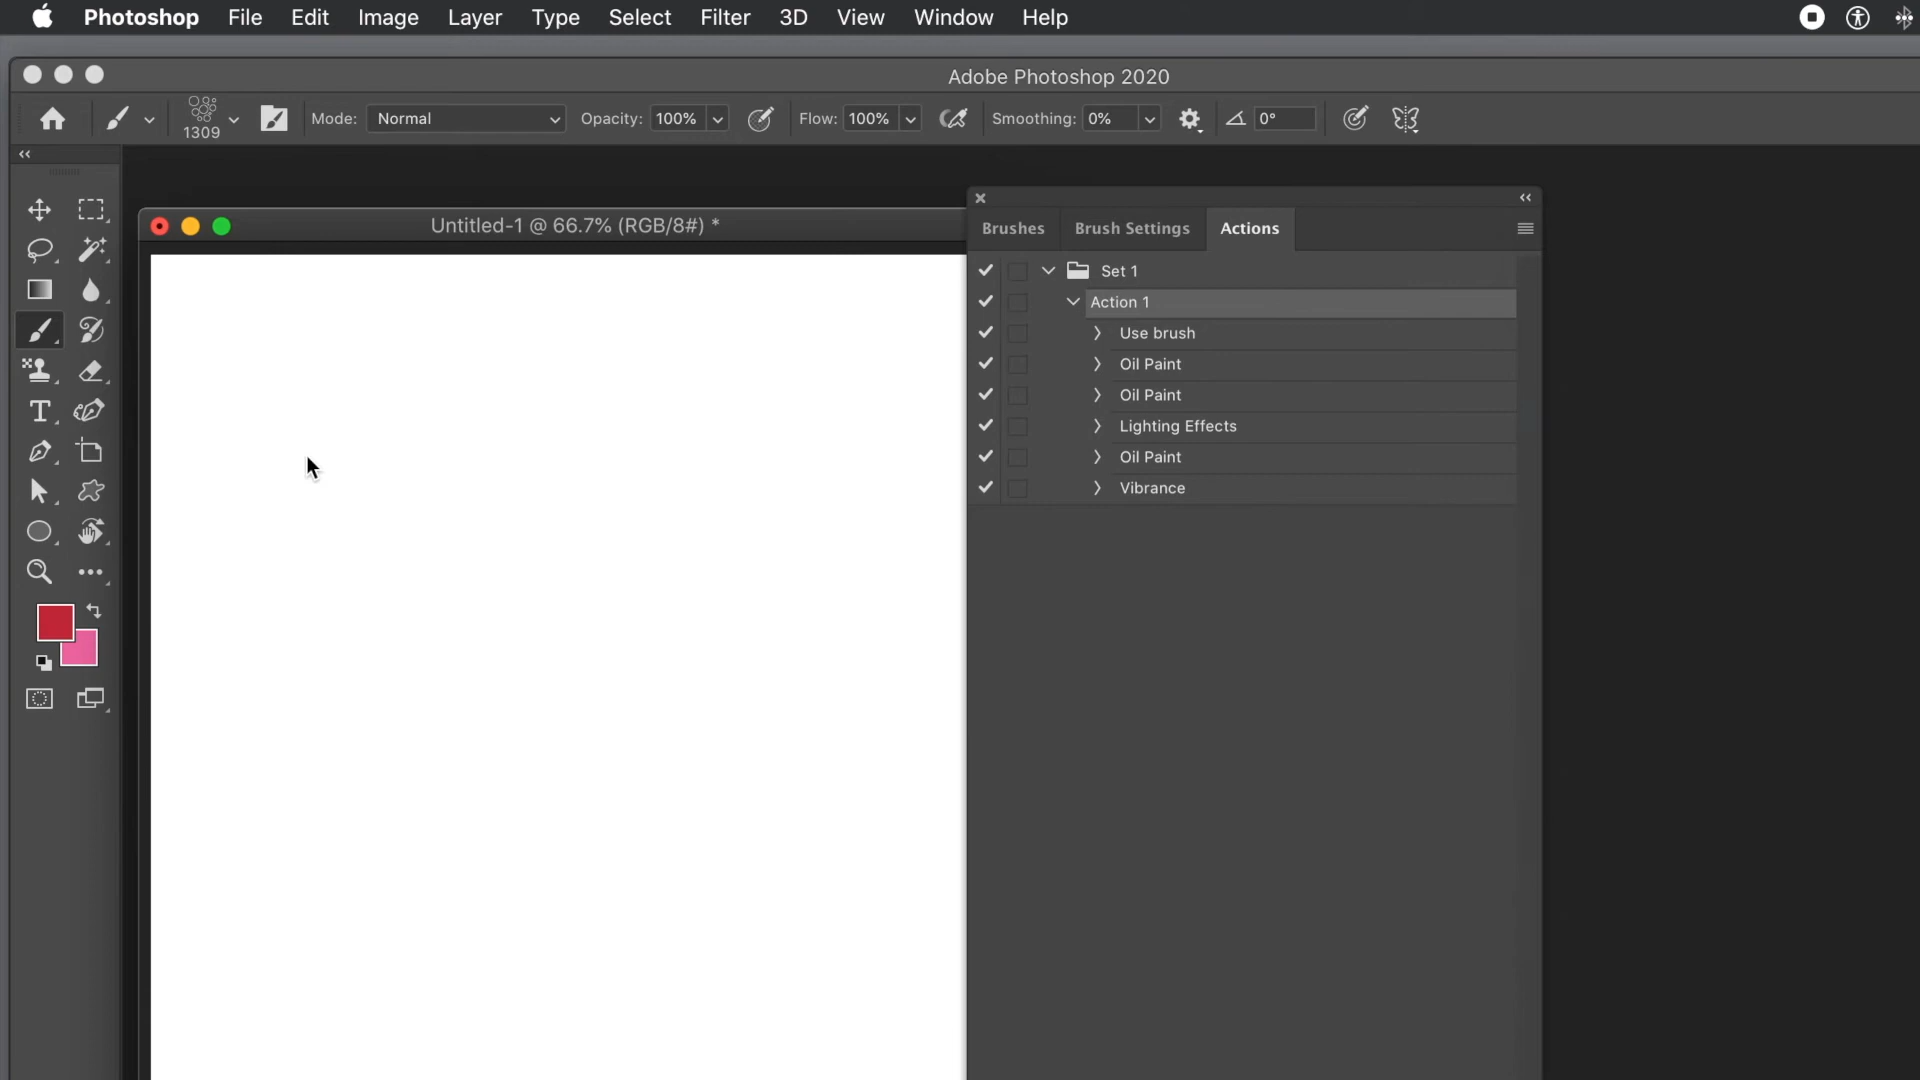 Photoshop File Edit Image Layer Type Select Filter 3D View Window Help
Adobe Photoshop 2020
1309 Mode: Normal Opacity: 100% Flow: 100% Smoothing: 0% 0°
Untitled-1 @ 66.7% (RGB/8#) *
Brushes Brush Settings Actions
Set 1
Action 1
Use brush
Oil Paint
Oil Paint
Lighting Effects
Oil Paint
Vibrance